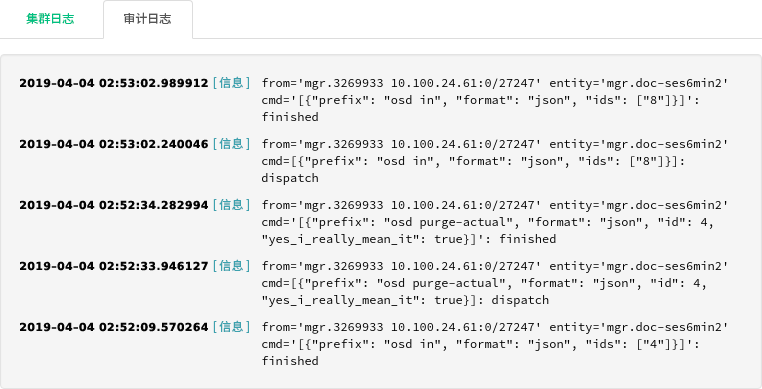 集群日志 审计日志
2019-04-04 02:53:02.989912 [信息] from='mgr.3269933 10.100.24.61:0/27247' entity='mgr.doc-ses6min2'
cmd='[{"prefix": "osd in", "format": "json", "ids": ["8"]}]':
finished
2019-04-04 02:53:02.240046 [信息] from='mgr.3269933 10.100.24.61:0/27247' entity='mgr.doc-ses6min2'
cmd=[{"prefix": "osd in", "format": "json", "ids": ["8"]}]:
dispatch
2019-04-04 02:52:34.282994 [信息] from='mgr.3269933 10.100.24.61:0/27247' entity='mgr.doc-ses6min2'
cmd='[{"prefix": "osd purge-actual", "format": "json", "id": 4,
"yes_i_really_mean_it": true}]': finished
2019-04-04 02:52:33.946127 [信息] from='mgr.3269933 10.100.24.61:0/27247' entity='mgr.doc-ses6min2'
cmd=[{"prefix": "osd purge-actual", "format": "json", "id": 4,
"yes_i_really_mean_it": true}]: dispatch
2019-04-04 02:52:09.570264 [信息] from='mgr.3269933 10.100.24.61:0/27247' entity='mgr.doc-ses6min2'
cmd='[{"prefix": "osd in", "format": "json", "ids": ["4"]}]':
finished